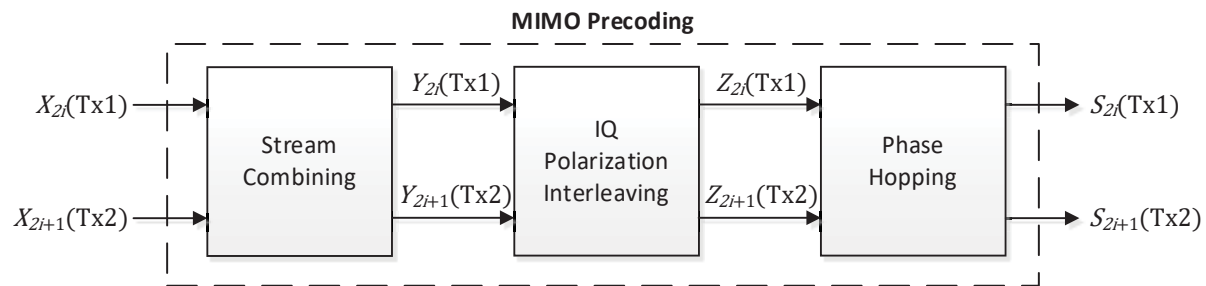 MIMO Precoding
X2i(Tx1)
X2i+1(Tx2)
Stream
Combining
Y2i(Tx1)
Y2i+1(Tx2)
IQ
Polarization
Interleaving
Z2i(Tx1)
Z2i+1(Tx2)
Phase
Hopping
S2i(Tx1)
S2i+1(Tx2)